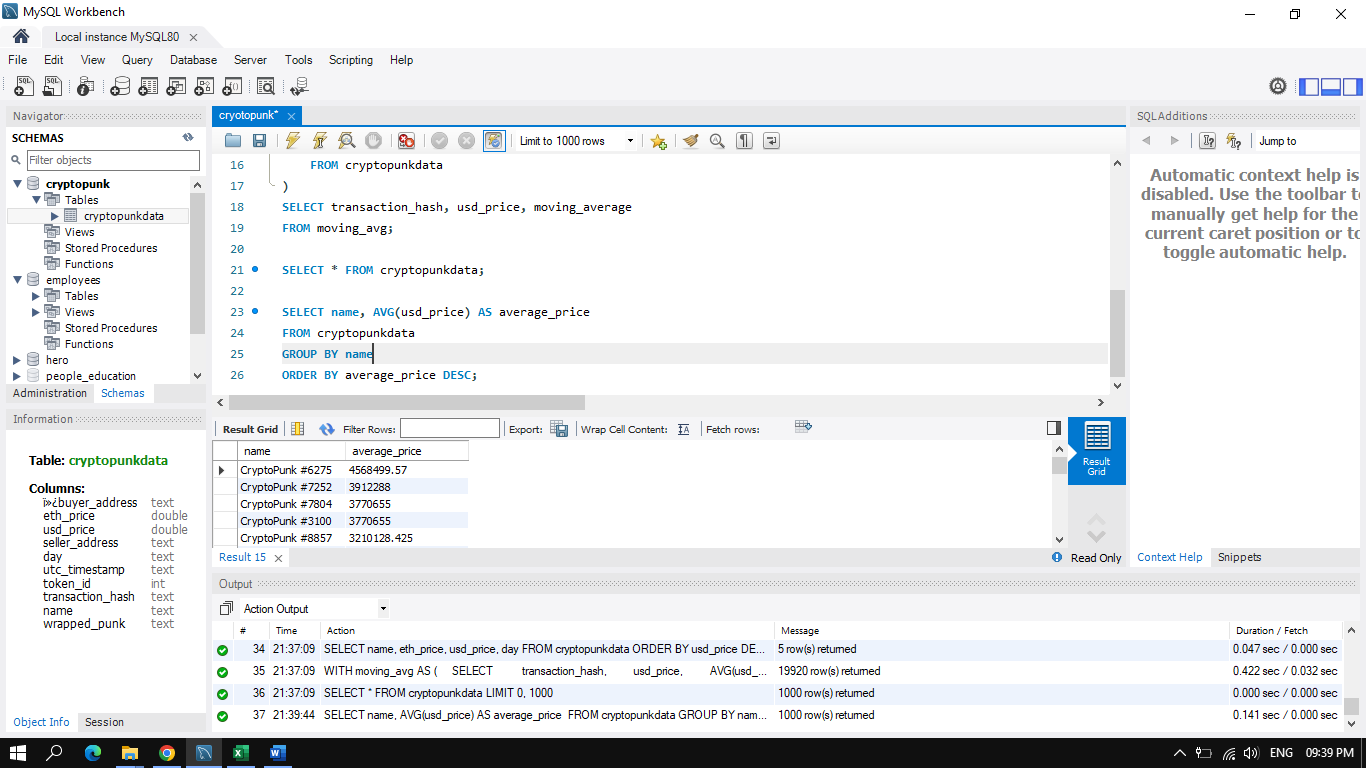 MySQL Workbench
Local instance MySQL80
File Edit View Query Database Server Tools Scripting Help
Navigator
SCHEMAS
Filter objects
cryptopunk
Tables
cryptopunkdata
Views
Stored Procedures
Functions
employees
Tables
Views
Stored Procedures
Functions
hero
people_education
Administration Schemas
Information
Table: cryptopunkdata
Columns:
ï»¿buyer_address text
eth_price double
usd_price double
seller_address text
day text
utc_timestamp text
token_id int
transaction_hash text
name text
wrapped_punk text
Object Info Session
cryotopunk*
Limit to 1000 rows
16 FROM cryptopunkdata
17 )
18 SELECT transaction_hash, usd_price, moving_average
19 FROM moving_avg;
20
21 SELECT * FROM cryptopunkdata;
22
23 SELECT name, AVG(usd_price) AS average_price
24 FROM cryptopunkdata
25 GROUP BY name
26 ORDER BY average_price DESC;
Result Grid Filter Rows: Export: Wrap Cell Content: Fetch rows:
name average_price
CryptoPunk #6275 4568499.57
CryptoPunk #7252 3912288
CryptoPunk #7804 3770655
CryptoPunk #3100 3770655
CryptoPunk #8857 3210128.425
Result Grid
Result 15
Read Only
SQLAdditions
Jump to
Automatic context help is
disabled. Use the toolbar to
manually get help for the
current caret position or to
toggle automatic help.
Context Help Snippets
Output
Action Output
# Time Action Message Duration / Fetch
34 21:37:09 SELECT name, eth_price, usd_price, day FROM cryptopunkdata ORDER BY usd_price DE... 5 row(s) returned 0.047 sec / 0.000 sec
35 21:37:09 WITH moving_avg AS ( SELECT transaction_hash, usd_price, AVG(usd_... 19920 row(s) returned 0.422 sec / 0.032 sec
36 21:37:09 SELECT * FROM cryptopunkdata LIMIT 0, 1000 1000 row(s) returned 0.000 sec / 0.000 sec
37 21:39:44 SELECT name, AVG(usd_price) AS average_price FROM cryptopunkdata GROUP BY nam... 1000 row(s) returned 0.141 sec / 0.000 sec
ENG 09:39 PM